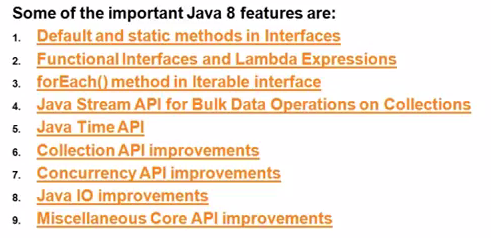 Some of the important Java 8 features are:
1. Default and static methods in Interfaces
2. Functional Interfaces and Lambda Expressions
3. forEach() method in Iterable interface
4. Java Stream API for Bulk Data Operations on Collections
5. Java Time API
6. Collection API improvements
7. Concurrency API improvements
8. Java IO improvements
9. Miscellaneous Core API improvements